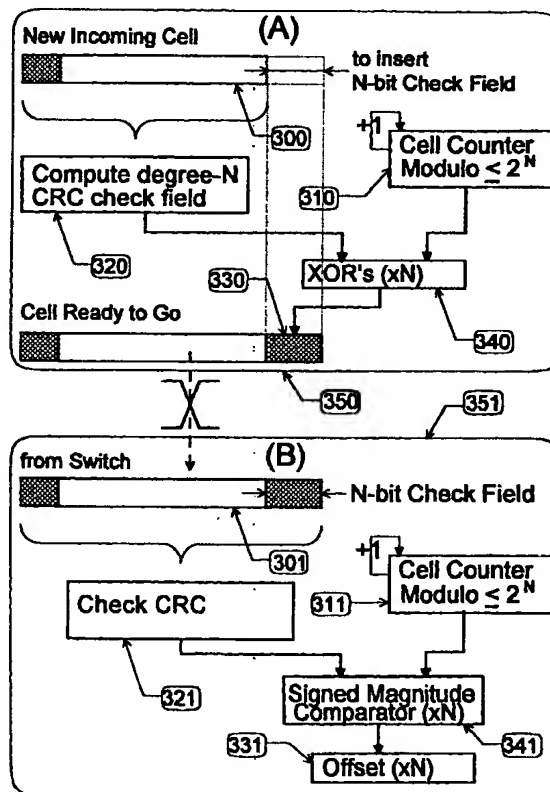 (A)
New Incoming Cell
to insert
N-bit Check Field
300
+1
Cell Counter
Modulo ≤ 2^N
310
Compute degree-N
CRC check field
320
330
XOR's (xN)
340
Cell Ready to Go
350
351
(B)
from Switch
N-bit Check Field
301
+1
Cell Counter
Modulo ≤ 2^N
311
Check CRC
321
Signed Magnitude
Comparator (xN)
331
341
Offset (xN)